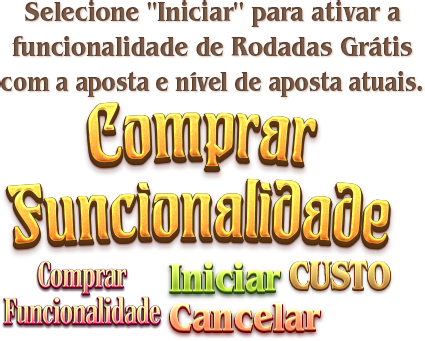 Selecione "Iniciar" para ativar a
funcionalidade de Rodadas Grátis
com a aposta e nível de aposta atuais.
Comprar
Funcionalidade
Comprar
Funcionalidade
Iniciar
CUSTO
Cancelar